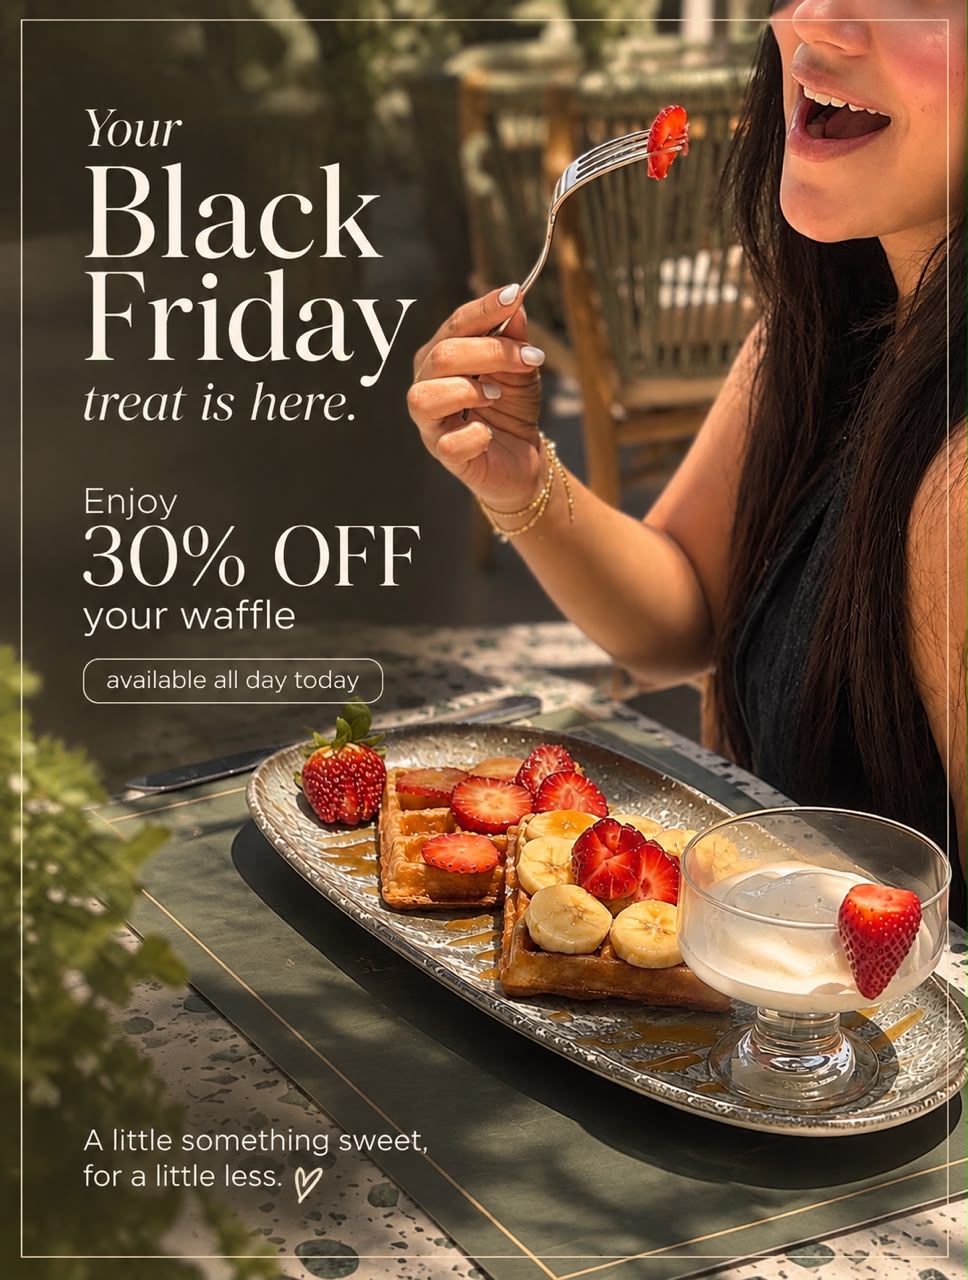 Your
Black
Friday
treat is here.
Enjoy
30% OFF
your waffle
available all day today
A little something sweet,
for a little less.